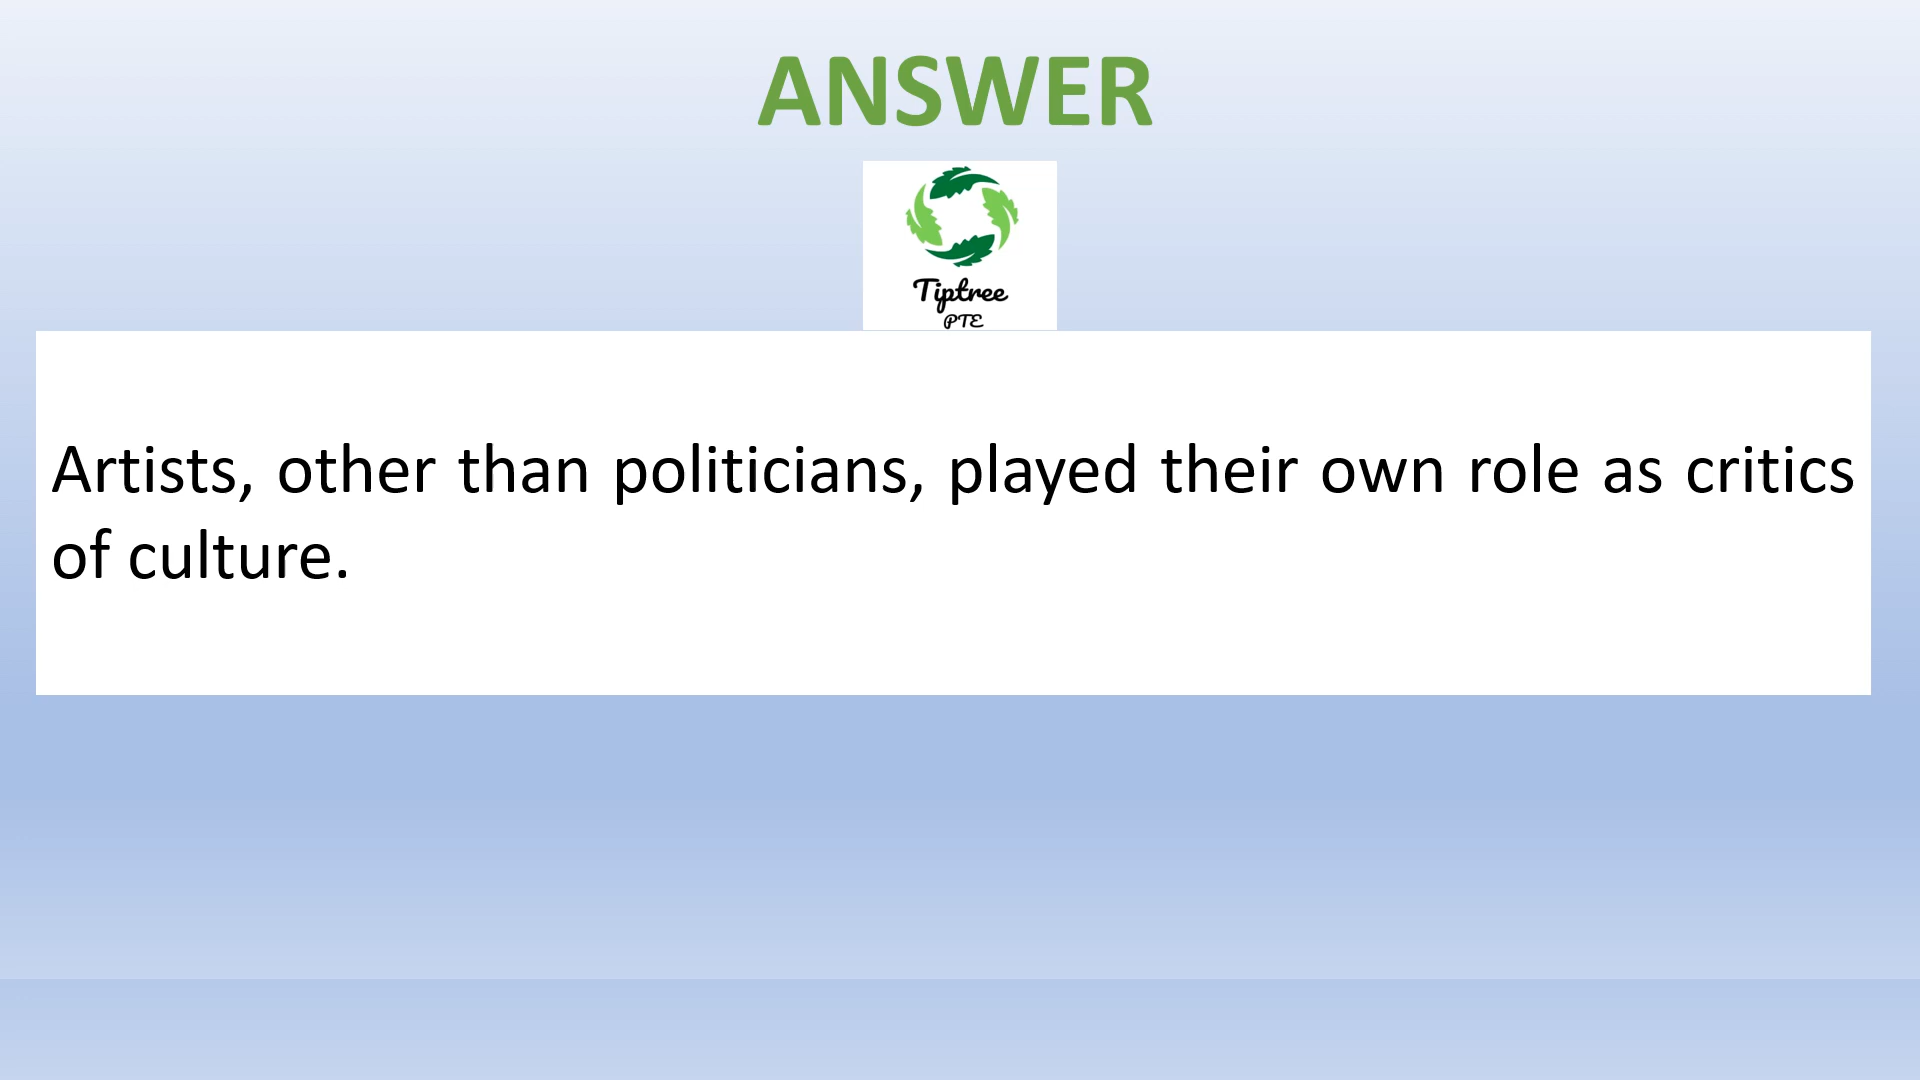 ANSWER
Tiptree
PTE
Artists, other than politicians, played their own role as critics
of culture.